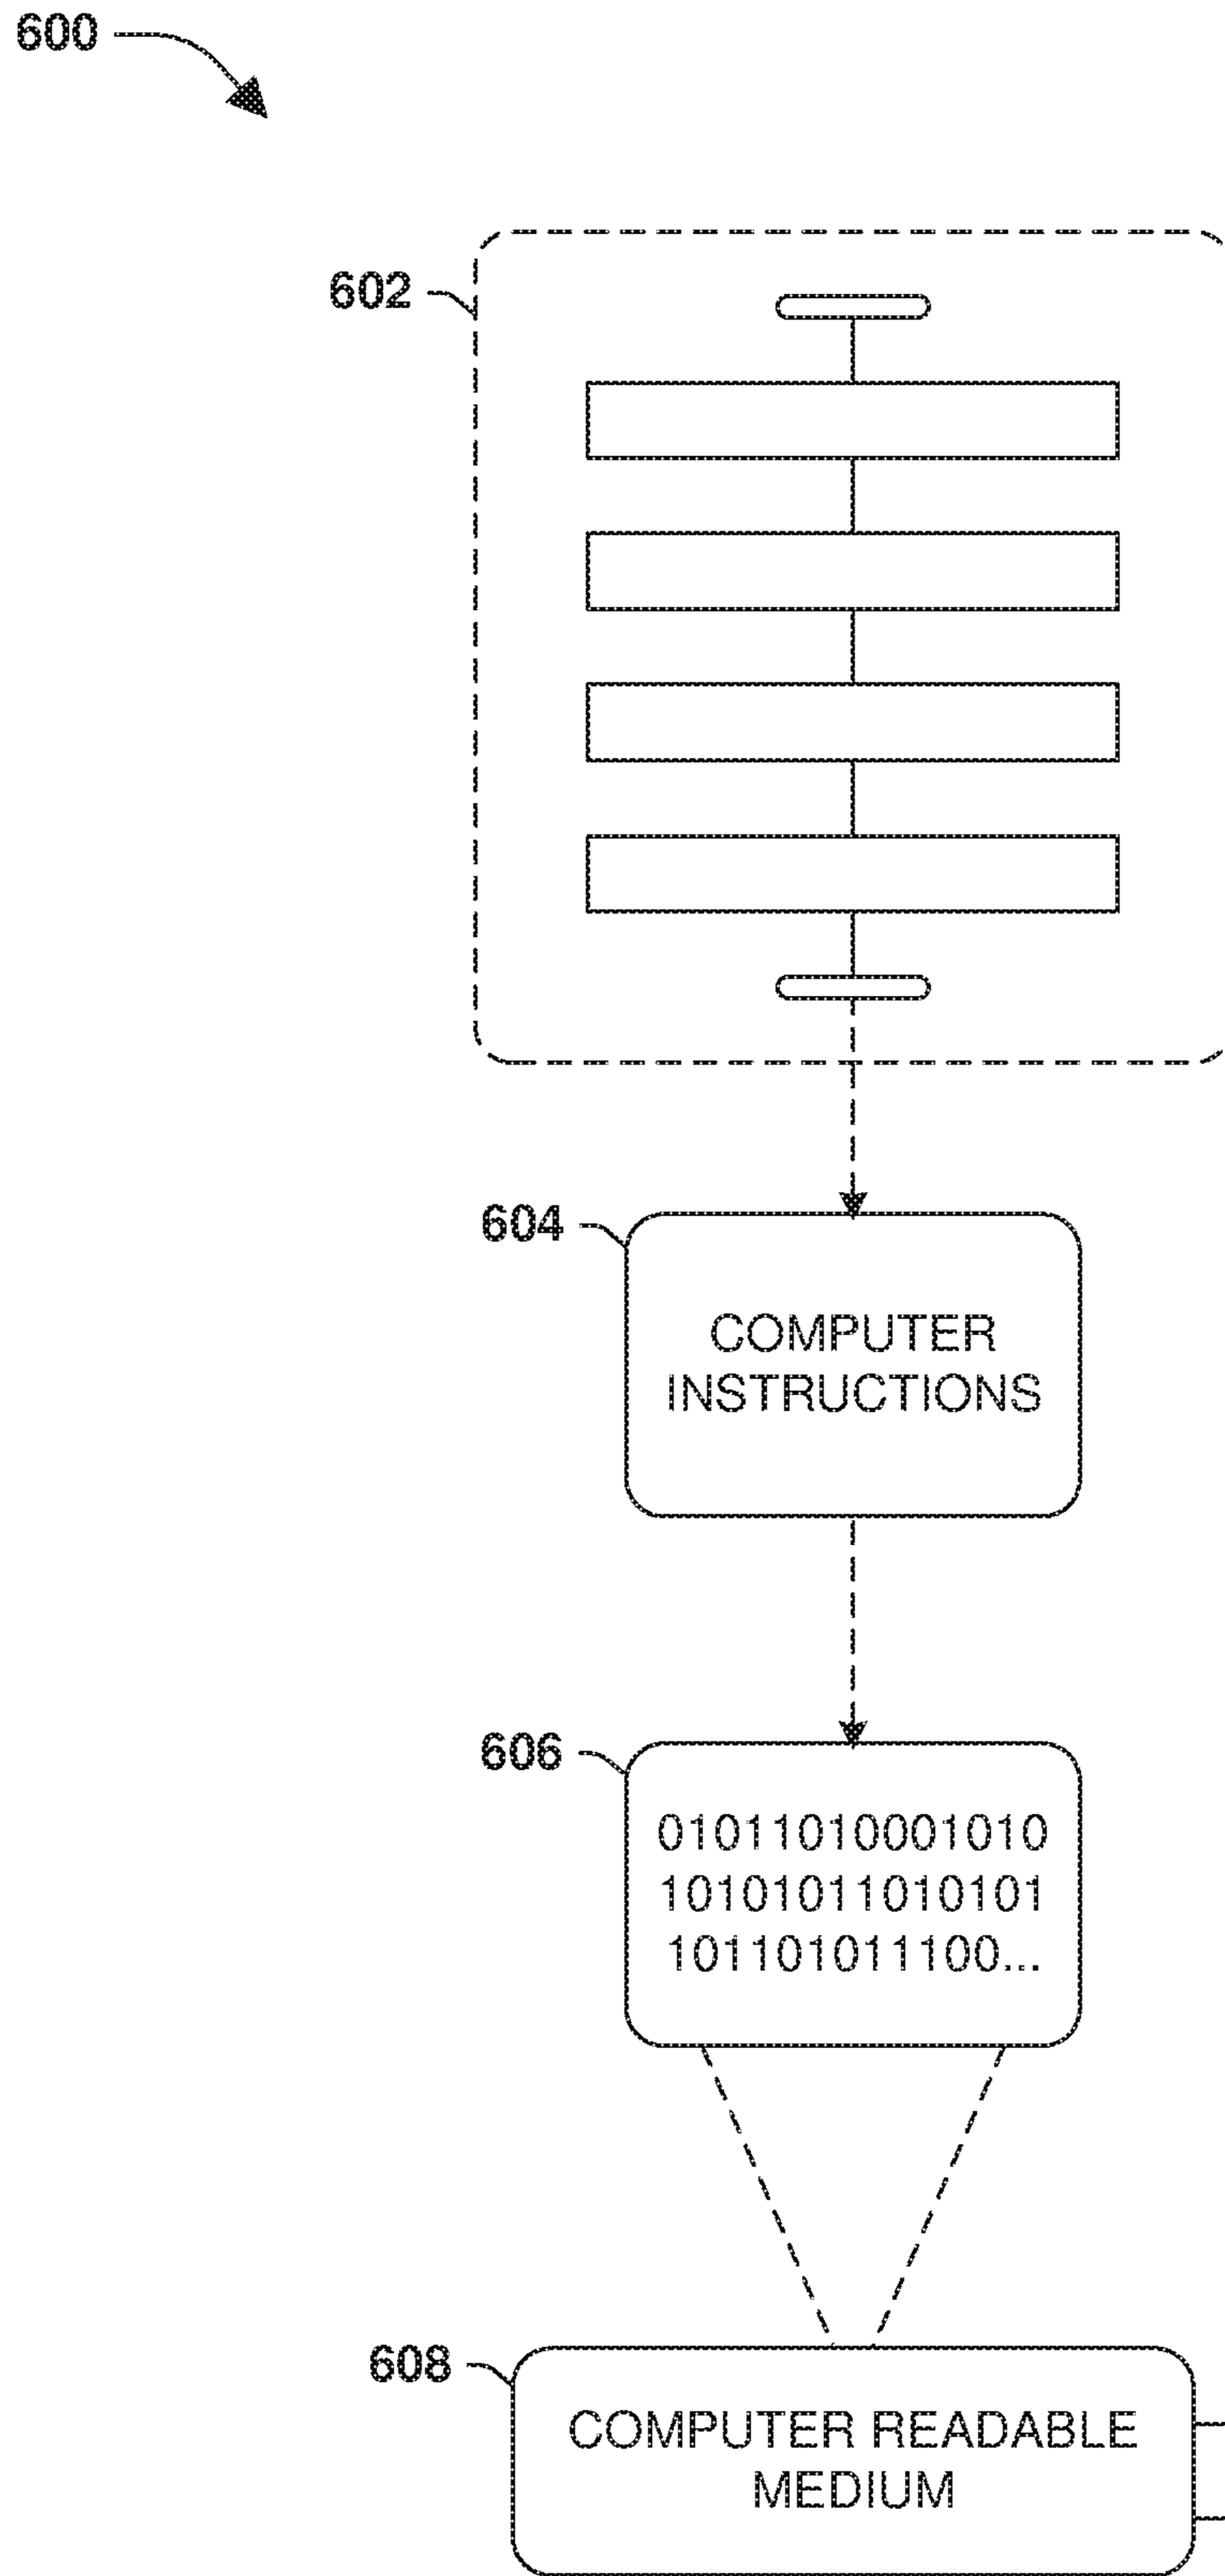 600
602
604
COMPUTER
INSTRUCTIONS
606
01011010001010
10101011010101
101101011100...
608
COMPUTER READABLE
MEDIUM